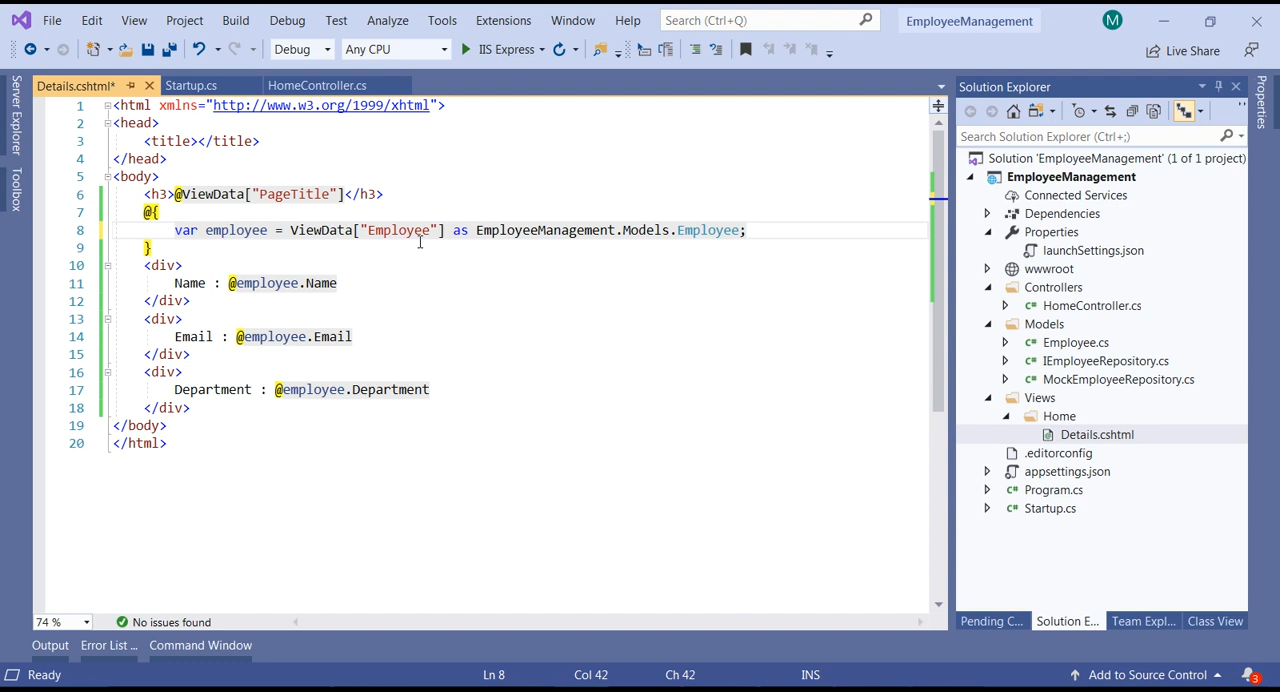 File Edit View Project Build Debug Test Analyze Tools Extensions Window Help Search (Ctrl+Q) EmployeeManagement M
Debug Any CPU IIS Express Live Share
Server Explorer
Toolbox
Details.cshtml* Startup.cs HomeController.cs
1 <html xmlns="http://www.w3.org/1999/xhtml">
2 <head>
3 <title></title>
4 </head>
5 <body>
6 <h3>@ViewData["PageTitle"]</h3>
7 @{
8 var employee = ViewData["Employee"] as EmployeeManagement.Models.Employee;
9 }
10 <div>
11 Name : @employee.Name
12 </div>
13 <div>
14 Email : @employee.Email
15 </div>
16 <div>
17 Department : @employee.Department
18 </div>
19 </body>
20 </html>
74 % No issues found
Solution Explorer
Search Solution Explorer (Ctrl+;)
Solution 'EmployeeManagement' (1 of 1 project)
EmployeeManagement
Connected Services
Dependencies
Properties
launchSettings.json
wwwroot
Controllers
C# HomeController.cs
Models
C# Employee.cs
C# IEmployeeRepository.cs
C# MockEmployeeRepository.cs
Views
Home
Details.cshtml
.editorconfig
appsettings.json
C# Program.cs
C# Startup.cs
Pending C... Solution E... Team Expl... Class View
Properties
Output Error List ... Command Window
Ready Ln 8 Col 42 Ch 42 INS Add to Source Control 3